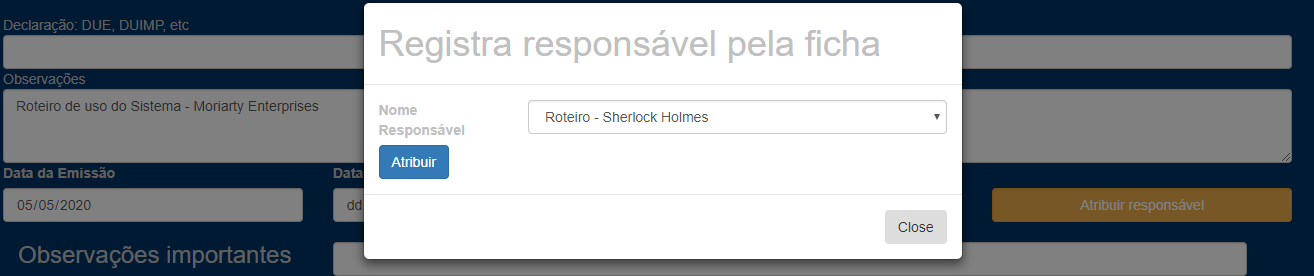 Declaração: DUE, DUIMP, etc
Registra responsável pela ficha
Observações
Roteiro de uso do Sistema - Moriarty Enterprises
Nome
Responsável
Roteiro - Sherlock Holmes
Atribuir
Data da Emissão
Data
05/05/2020
dd
Atribuir responsável
Close
Observações importantes